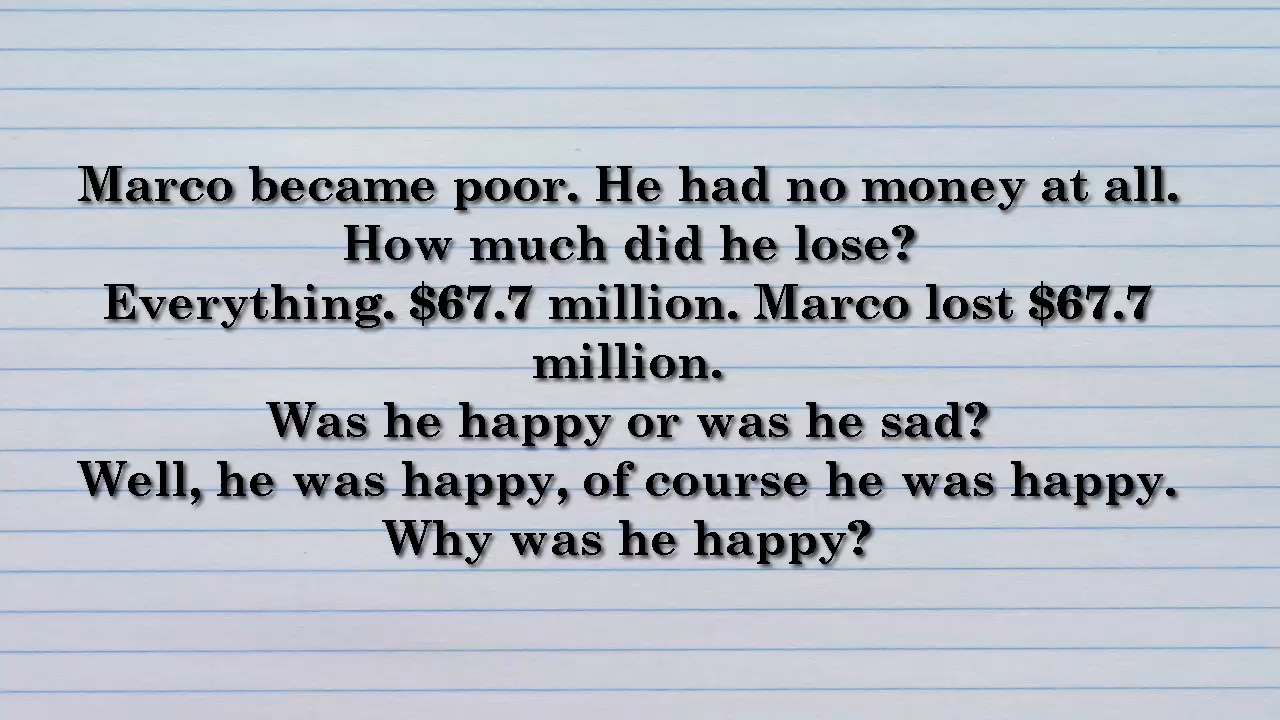 Marco became poor. He had no money at all.
How much did he lose?
Everything. $67.7 million. Marco lost $67.7
million.
Was he happy or was he sad?
Well, he was happy, of course he was happy.
Why was he happy?